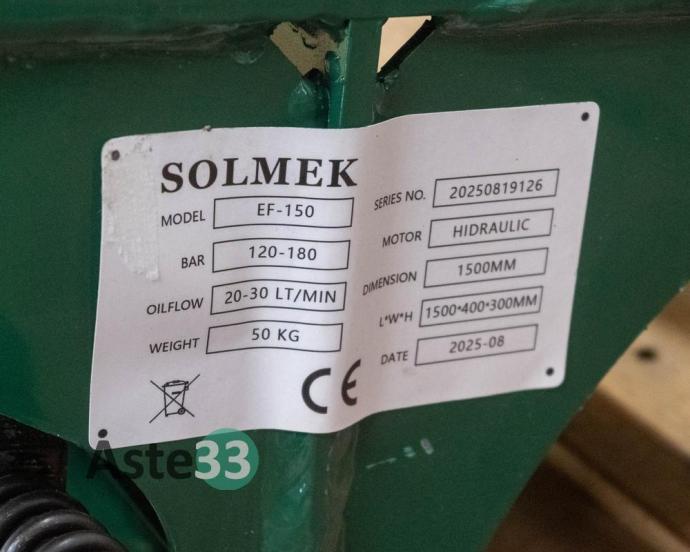 SOLMEK
MODEL EF-150
BAR 120-180
OILFLOW 20-30 LT/MIN
WEIGHT 50 KG
SERIES NO. 20250819126
MOTOR HIDRAULIC
DIMENSION 1500MM
L*W*H 1500*400*300MM
DATE 2025-08
CE
Aste33